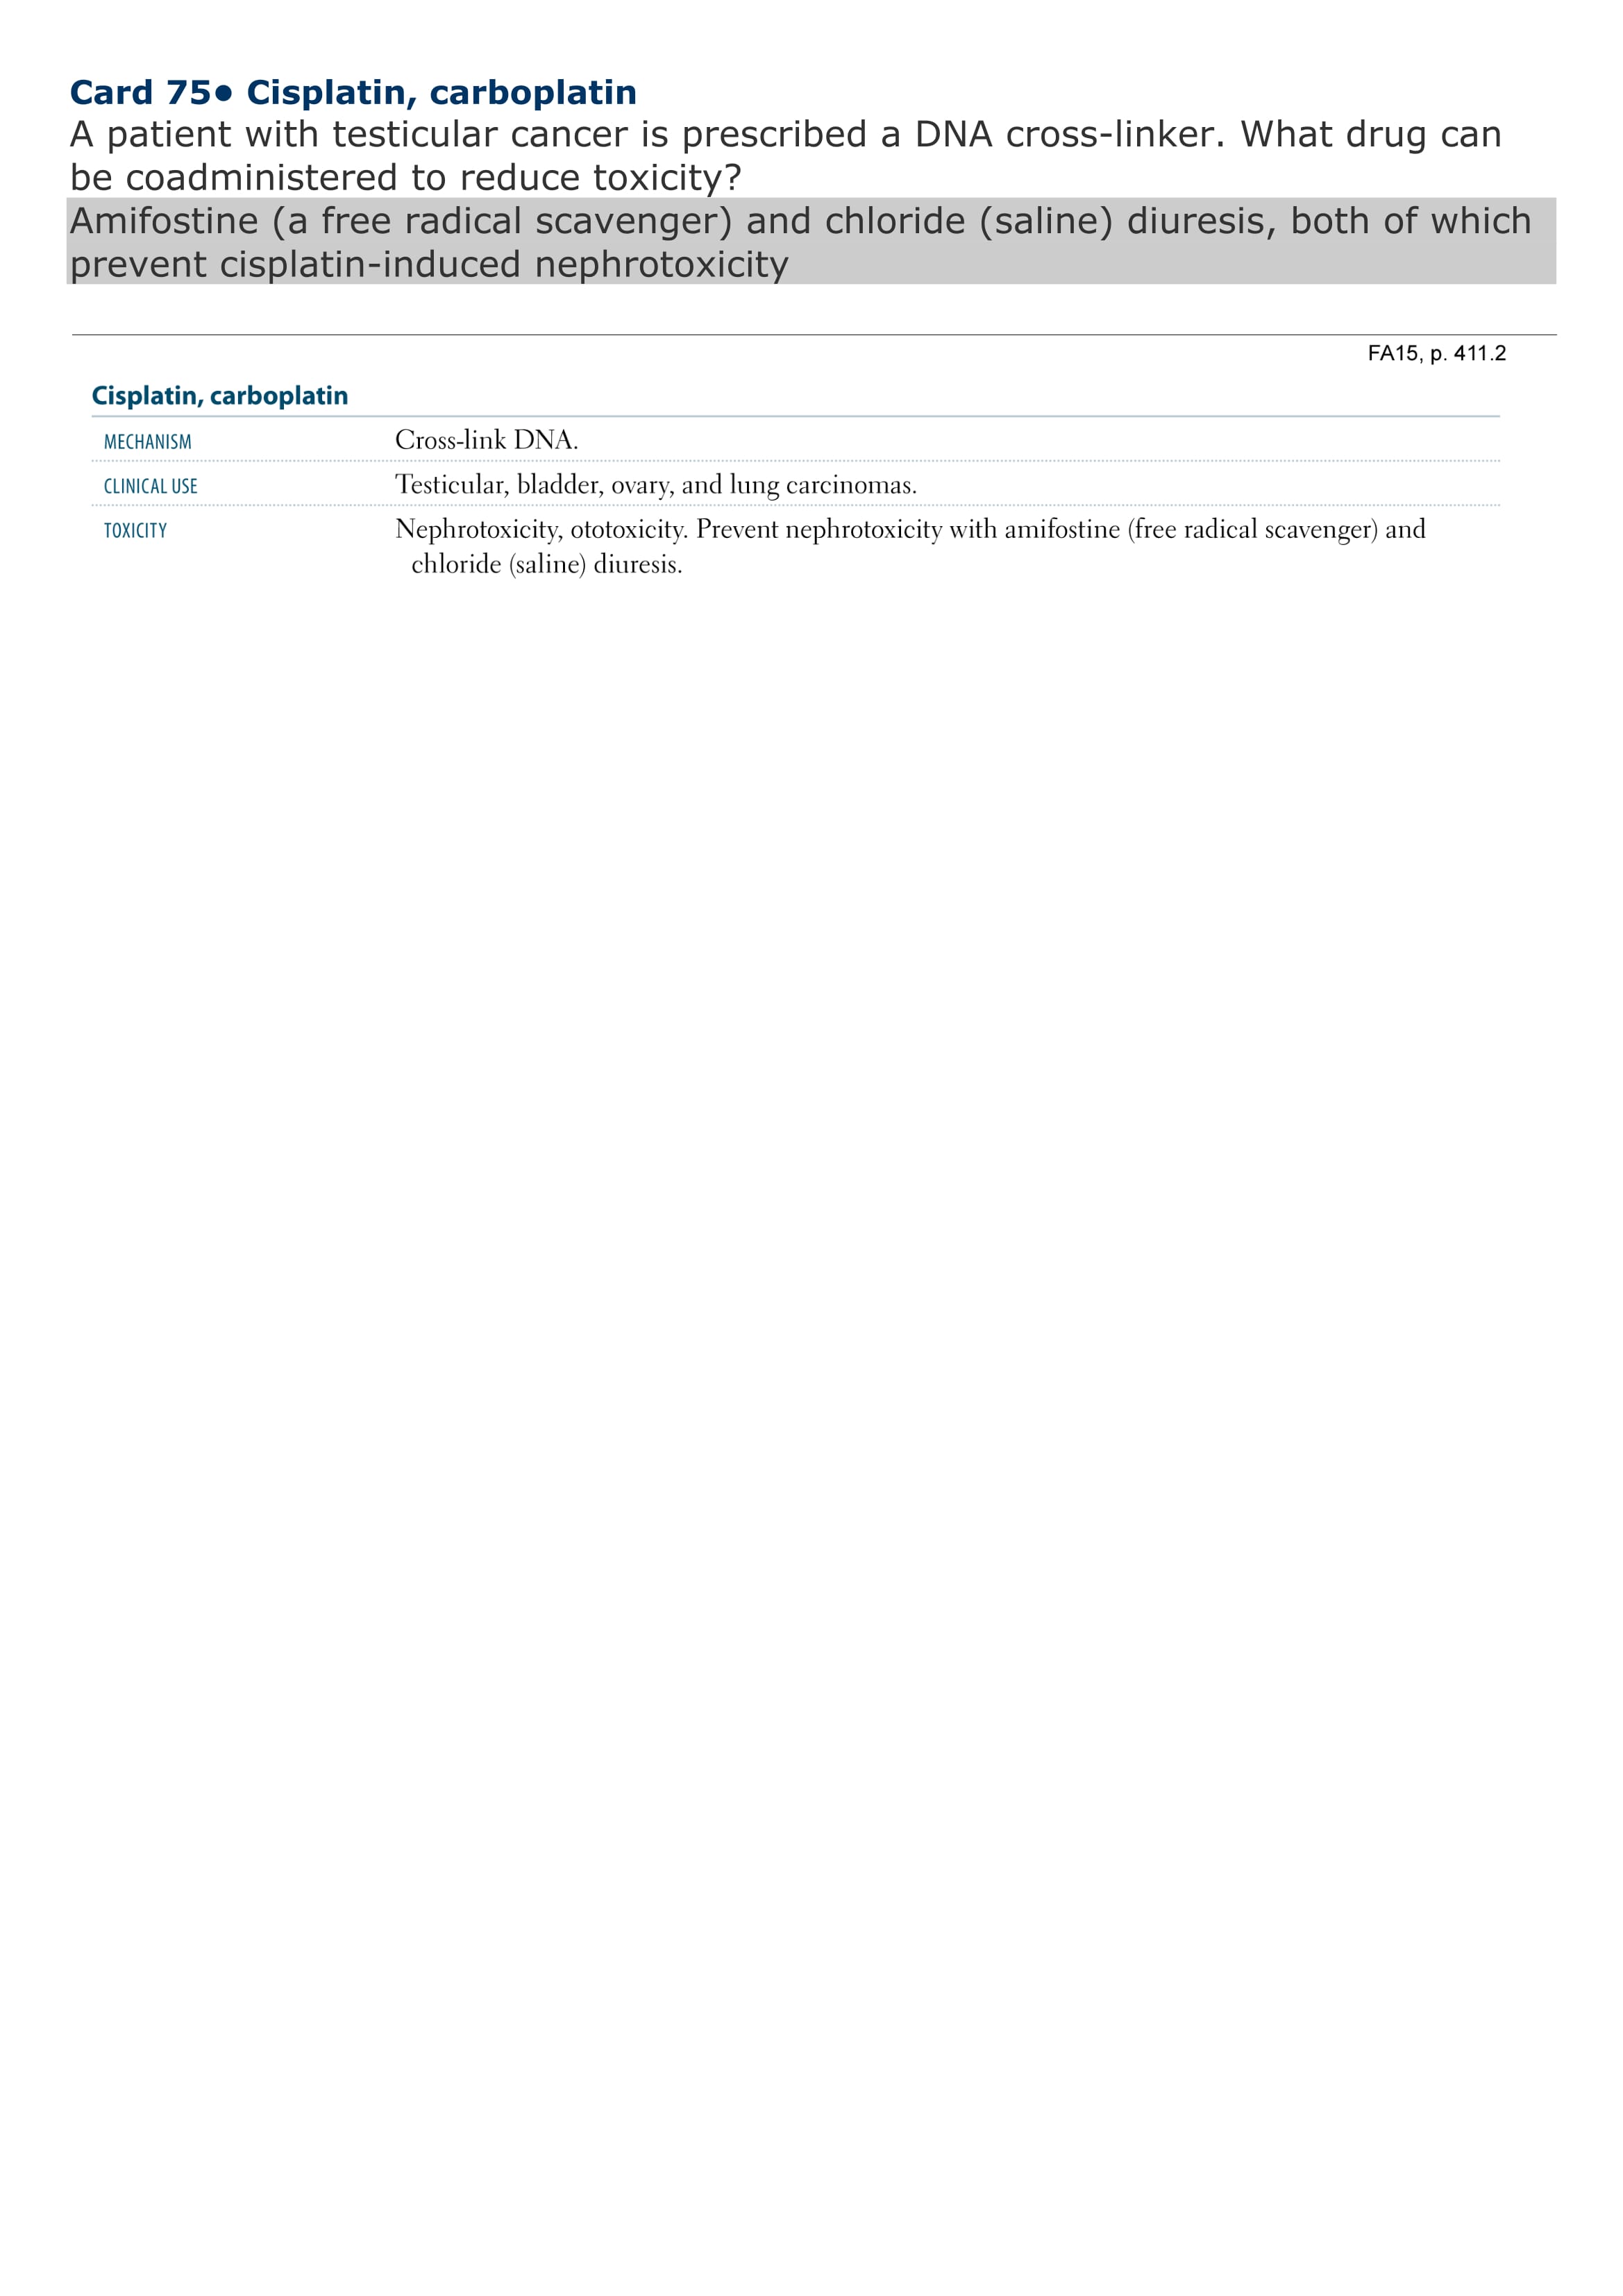 Card 75• Cisplatin, carboplatin
A patient with testicular cancer is prescribed a DNA cross-linker. What drug can
be coadministered to reduce toxicity?
Amifostine (a free radical scavenger) and chloride (saline) diuresis, both of which
prevent cisplatin-induced nephrotoxicity
FA15, p. 411.2
Cisplatin, carboplatin
MECHANISM Cross-link DNA.
CLINICAL USE Testicular, bladder, ovary, and lung carcinomas.
TOXICITY Nephrotoxicity, ototoxicity. Prevent nephrotoxicity with amifostine (free radical scavenger) and
chloride (saline) diuresis.